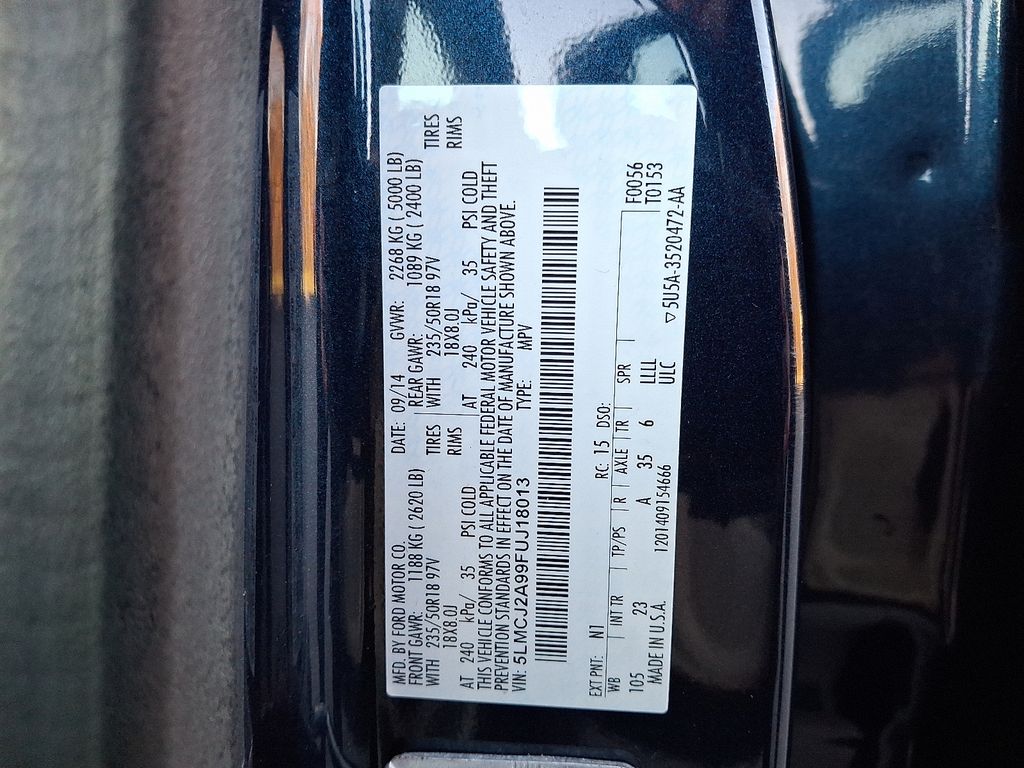 MFD. BY FORD MOTOR CO. DATE: 09/14 GVWR: 2268 KG ( 5000 LB)
FRONT GAWR: 1188 KG ( 2620 LB) REAR GAWR: 1089 KG ( 2400 LB)
WITH 235/50R18 97V TIRES WITH 235/50R18 97V TIRES
18X8.0J RIMS 18X8.0J RIMS
AT 240 kPa/ 35 PSI COLD AT 240 kPa/ 35 PSI COLD
THIS VEHICLE CONFORMS TO ALL APPLICABLE FEDERAL MOTOR VEHICLE SAFETY AND THEFT
PREVENTION STANDARDS IN EFFECT ON THE DATE OF MANUFACTURE SHOWN ABOVE.
VIN: 5LMCJ2A99FUJ18013 TYPE: MPV
EXT PNT: N1 RC: 15 DSO:
WB INT TR TP/PS R AXLE TR SPR F0056
105 23 A 35 6 LLLL T0153
MADE IN U.S.A. 1201409154666 ULC ▽5U5A-3520472-AA